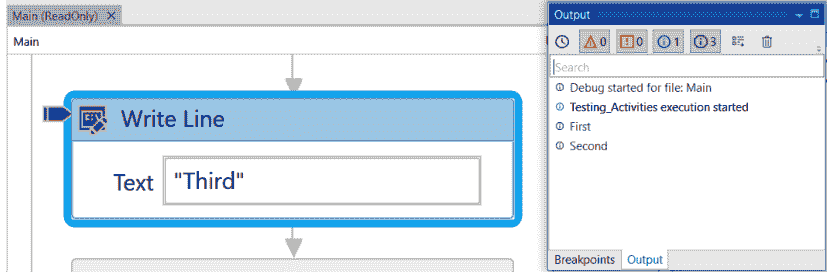 Main (ReadOnly)
Main
Write Line
Text "Third"
Output
0 0 1 3
Search
Debug started for file: Main
Testing_Activities execution started
First
Second
Breakpoints Output